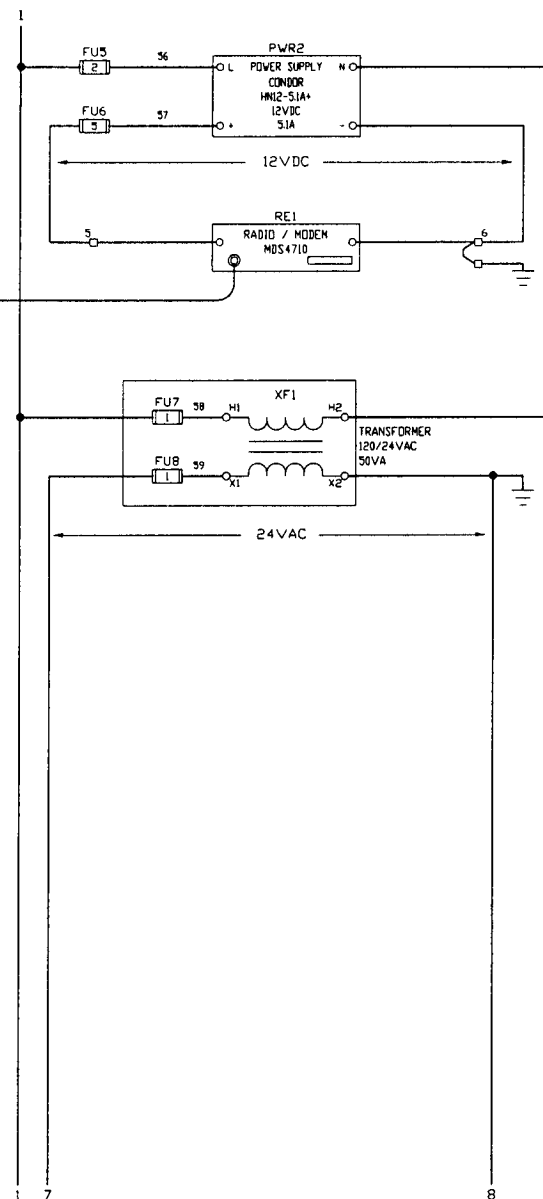 1
FU5
2
56
PWR2
L POWER SUPPLY N
CONDOR
HN12-5.1A+
12VDC
5.1A
FU6
5
57
+ -
12VDC
5
RE1
RADIO / MODEM
MDS4710
6
XF1
FU7
1
58
H1
H2
TRANSFORMER
120/24VAC
50VA
FU8
1
59
X1
X2
24VAC
1 7 8